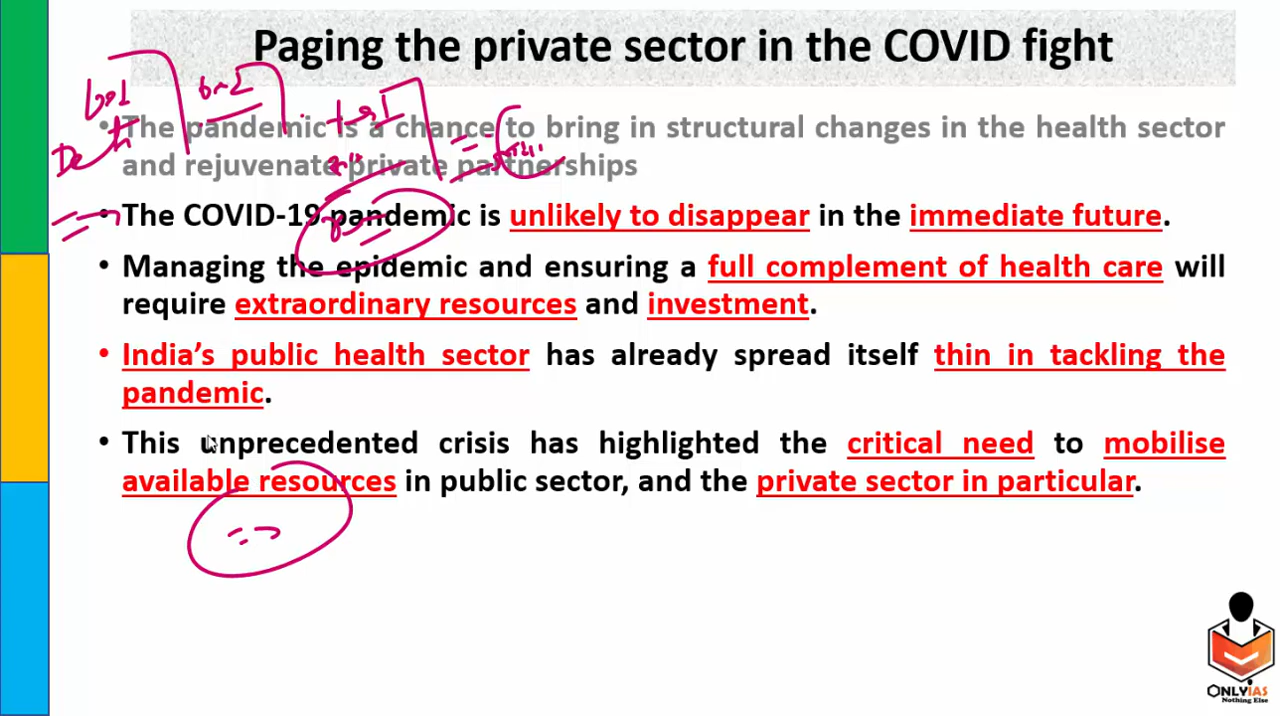 Paging the private sector in the COVID fight
• The pandemic is a chance to bring in structural changes in the health sector
and rejuvenate private partnerships
• The COVID-19 pandemic is unlikely to disappear in the immediate future.
• Managing the epidemic and ensuring a full complement of health care will
require extraordinary resources and investment.
• India's public health sector has already spread itself thin in tackling the
pandemic.
• This unprecedented crisis has highlighted the critical need to mobilise
available resources in public sector, and the private sector in particular.
ONLYIAS
Nothing Else